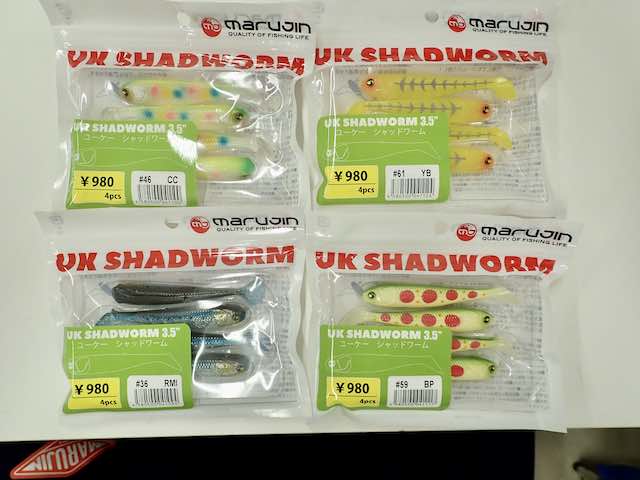 marujin
QUALITY OF FISHING LIFE
UK SHADWORM
UK SHADWORM 3.5"
ユーケー シャッドワーム
¥980
4pcs
#46 CC
marujin
QUALITY OF FISHING LIFE
UK SHADWORM
UK SHADWORM 3.5"
ユーケー シャッドワーム
¥980
4pcs
#61 YB
marujin
QUALITY OF FISHING LIFE
UK SHADWORM
UK SHADWORM 3.5"
ユーケー シャッドワーム
¥980
4pcs
#36 RMI
marujin
QUALITY OF FISHING LIFE
UK SHADWORM
UK SHADWORM 3.5"
ユーケー シャッドワーム
¥980
4pcs
#59 BP
MARUJIN